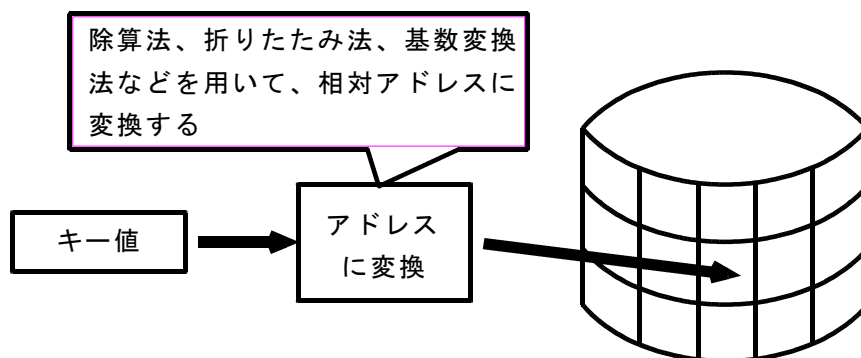 除算法、折りたたみ法、基数変換
法などを用いて、相対アドレスに
変換する
キー値
アドレス
に変換